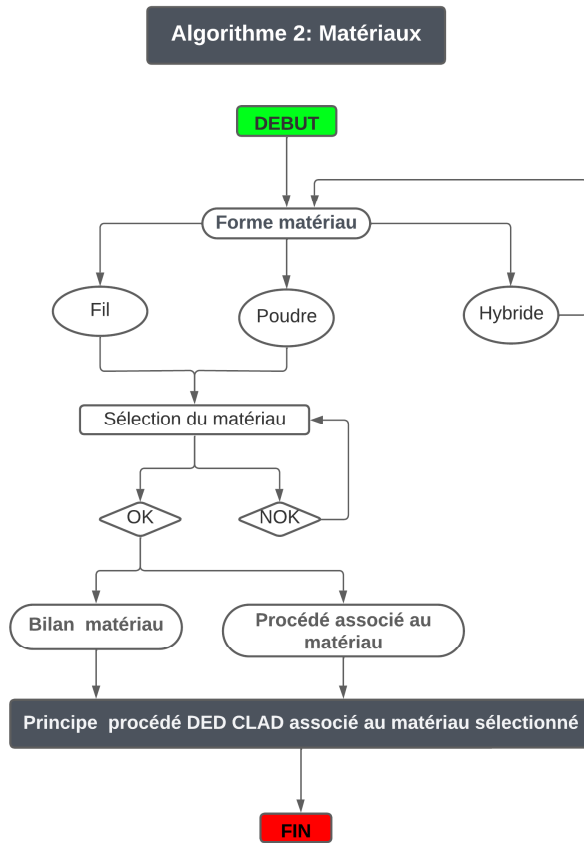 Algorithme 2: Matériaux
DEBUT
Forme matériau
Fil
Poudre
Hybride
Sélection du matériau
OK
NOK
Bilan matériau
Procédé associé au
matériau
Principe procédé DED CLAD associé au matériau sélectionné
FIN